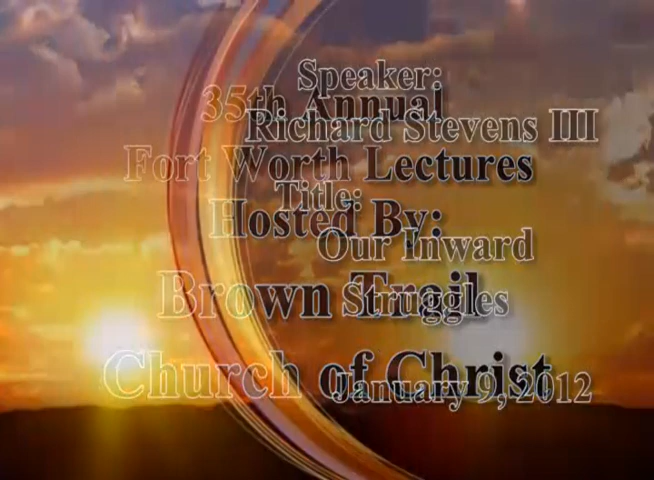 Speaker:
35th Annual
Richard Stevens III
Fort Worth Lectures
Title:
Hosted By:
Our Inward
Brown Trail
Struggles
Church of Christ
January 9, 2012